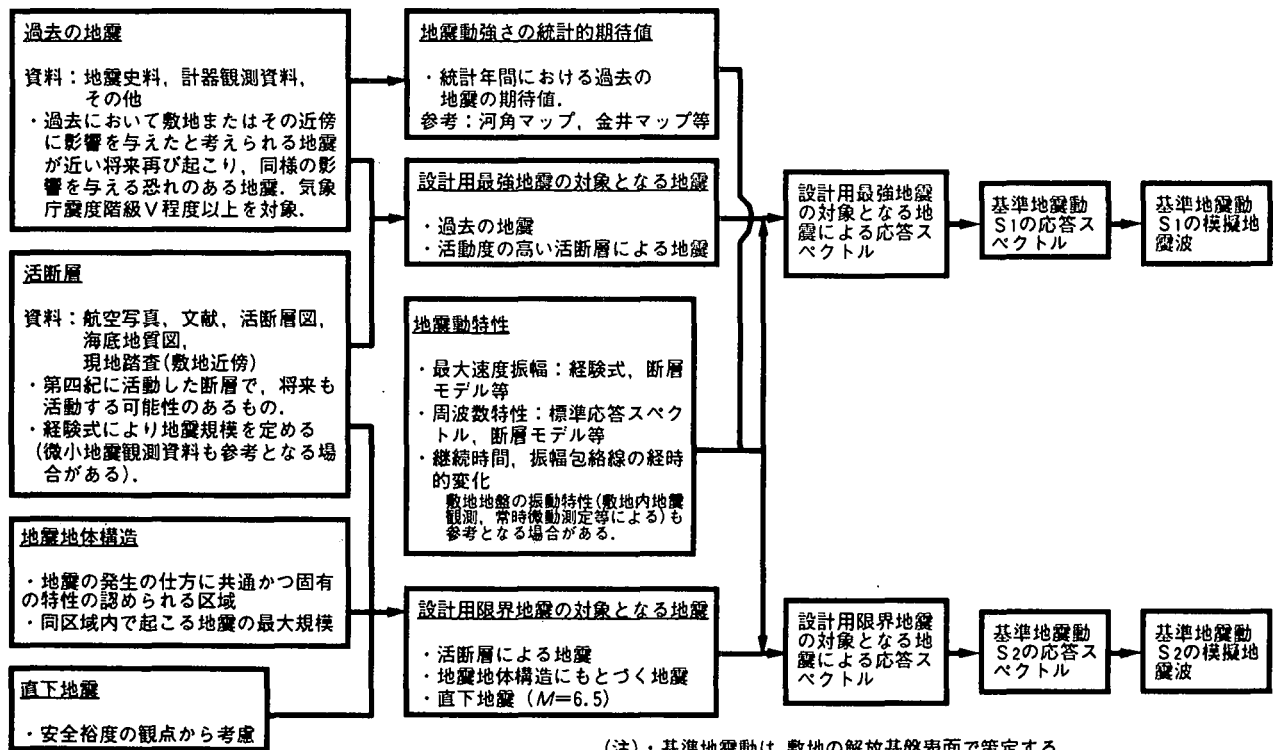 過去の地震
資料：地震史料，計器観測資料，
その他
・過去において敷地またはその近傍
に影響を与えたと考えられる地震
が近い将来再び起こり，同様の影
響を与える恐れのある地震．気象
庁震度階級Ⅴ程度以上を対象．
活断層
資料：航空写真，文献，活断層図，
海底地質図，
現地踏査(敷地近傍)
・第四紀に活動した断層で，将来も
活動する可能性のあるもの．
・経験式により地震規模を定める
(微小地震観測資料も参考となる場
合がある)．
地震地体構造
・地震の発生の仕方に共通かつ固有
の特性の認められる区域
・同区域内で起こる地震の最大規模
直下地震
・安全裕度の観点から考慮
地震動強さの統計的期待値
・統計年間における過去の
地震の期待値．
参考：河角マップ，金井マップ等
設計用最強地震の対象となる地震
・過去の地震
・活動度の高い活断層による地震
地震動特性
・最大速度振幅：経験式，断層
モデル等
・周波数特性：標準応答スペク
トル，断層モデル等
・継続時間，振幅包絡線の経時
的変化
敷地地盤の振動特性(敷地内地震
観測，常時微動測定等による)も
参考となる場合がある．
設計用限界地震の対象となる地震
・活断層による地震
・地震地体構造にもとづく地震
・直下地震（M＝6.5）
設計用最強地震
の対象となる地
震による応答ス
ペクトル
基準地震動
S1の応答ス
ペクトル
基準地震動
S1の模擬地
震波
設計用限界地震
の対象となる地
震による応答ス
ペクトル
基準地震動
S2の応答ス
ペクトル
基準地震動
S2の模擬地
震波
(注)・基準地震動は，敷地の解放基盤表面で策定する